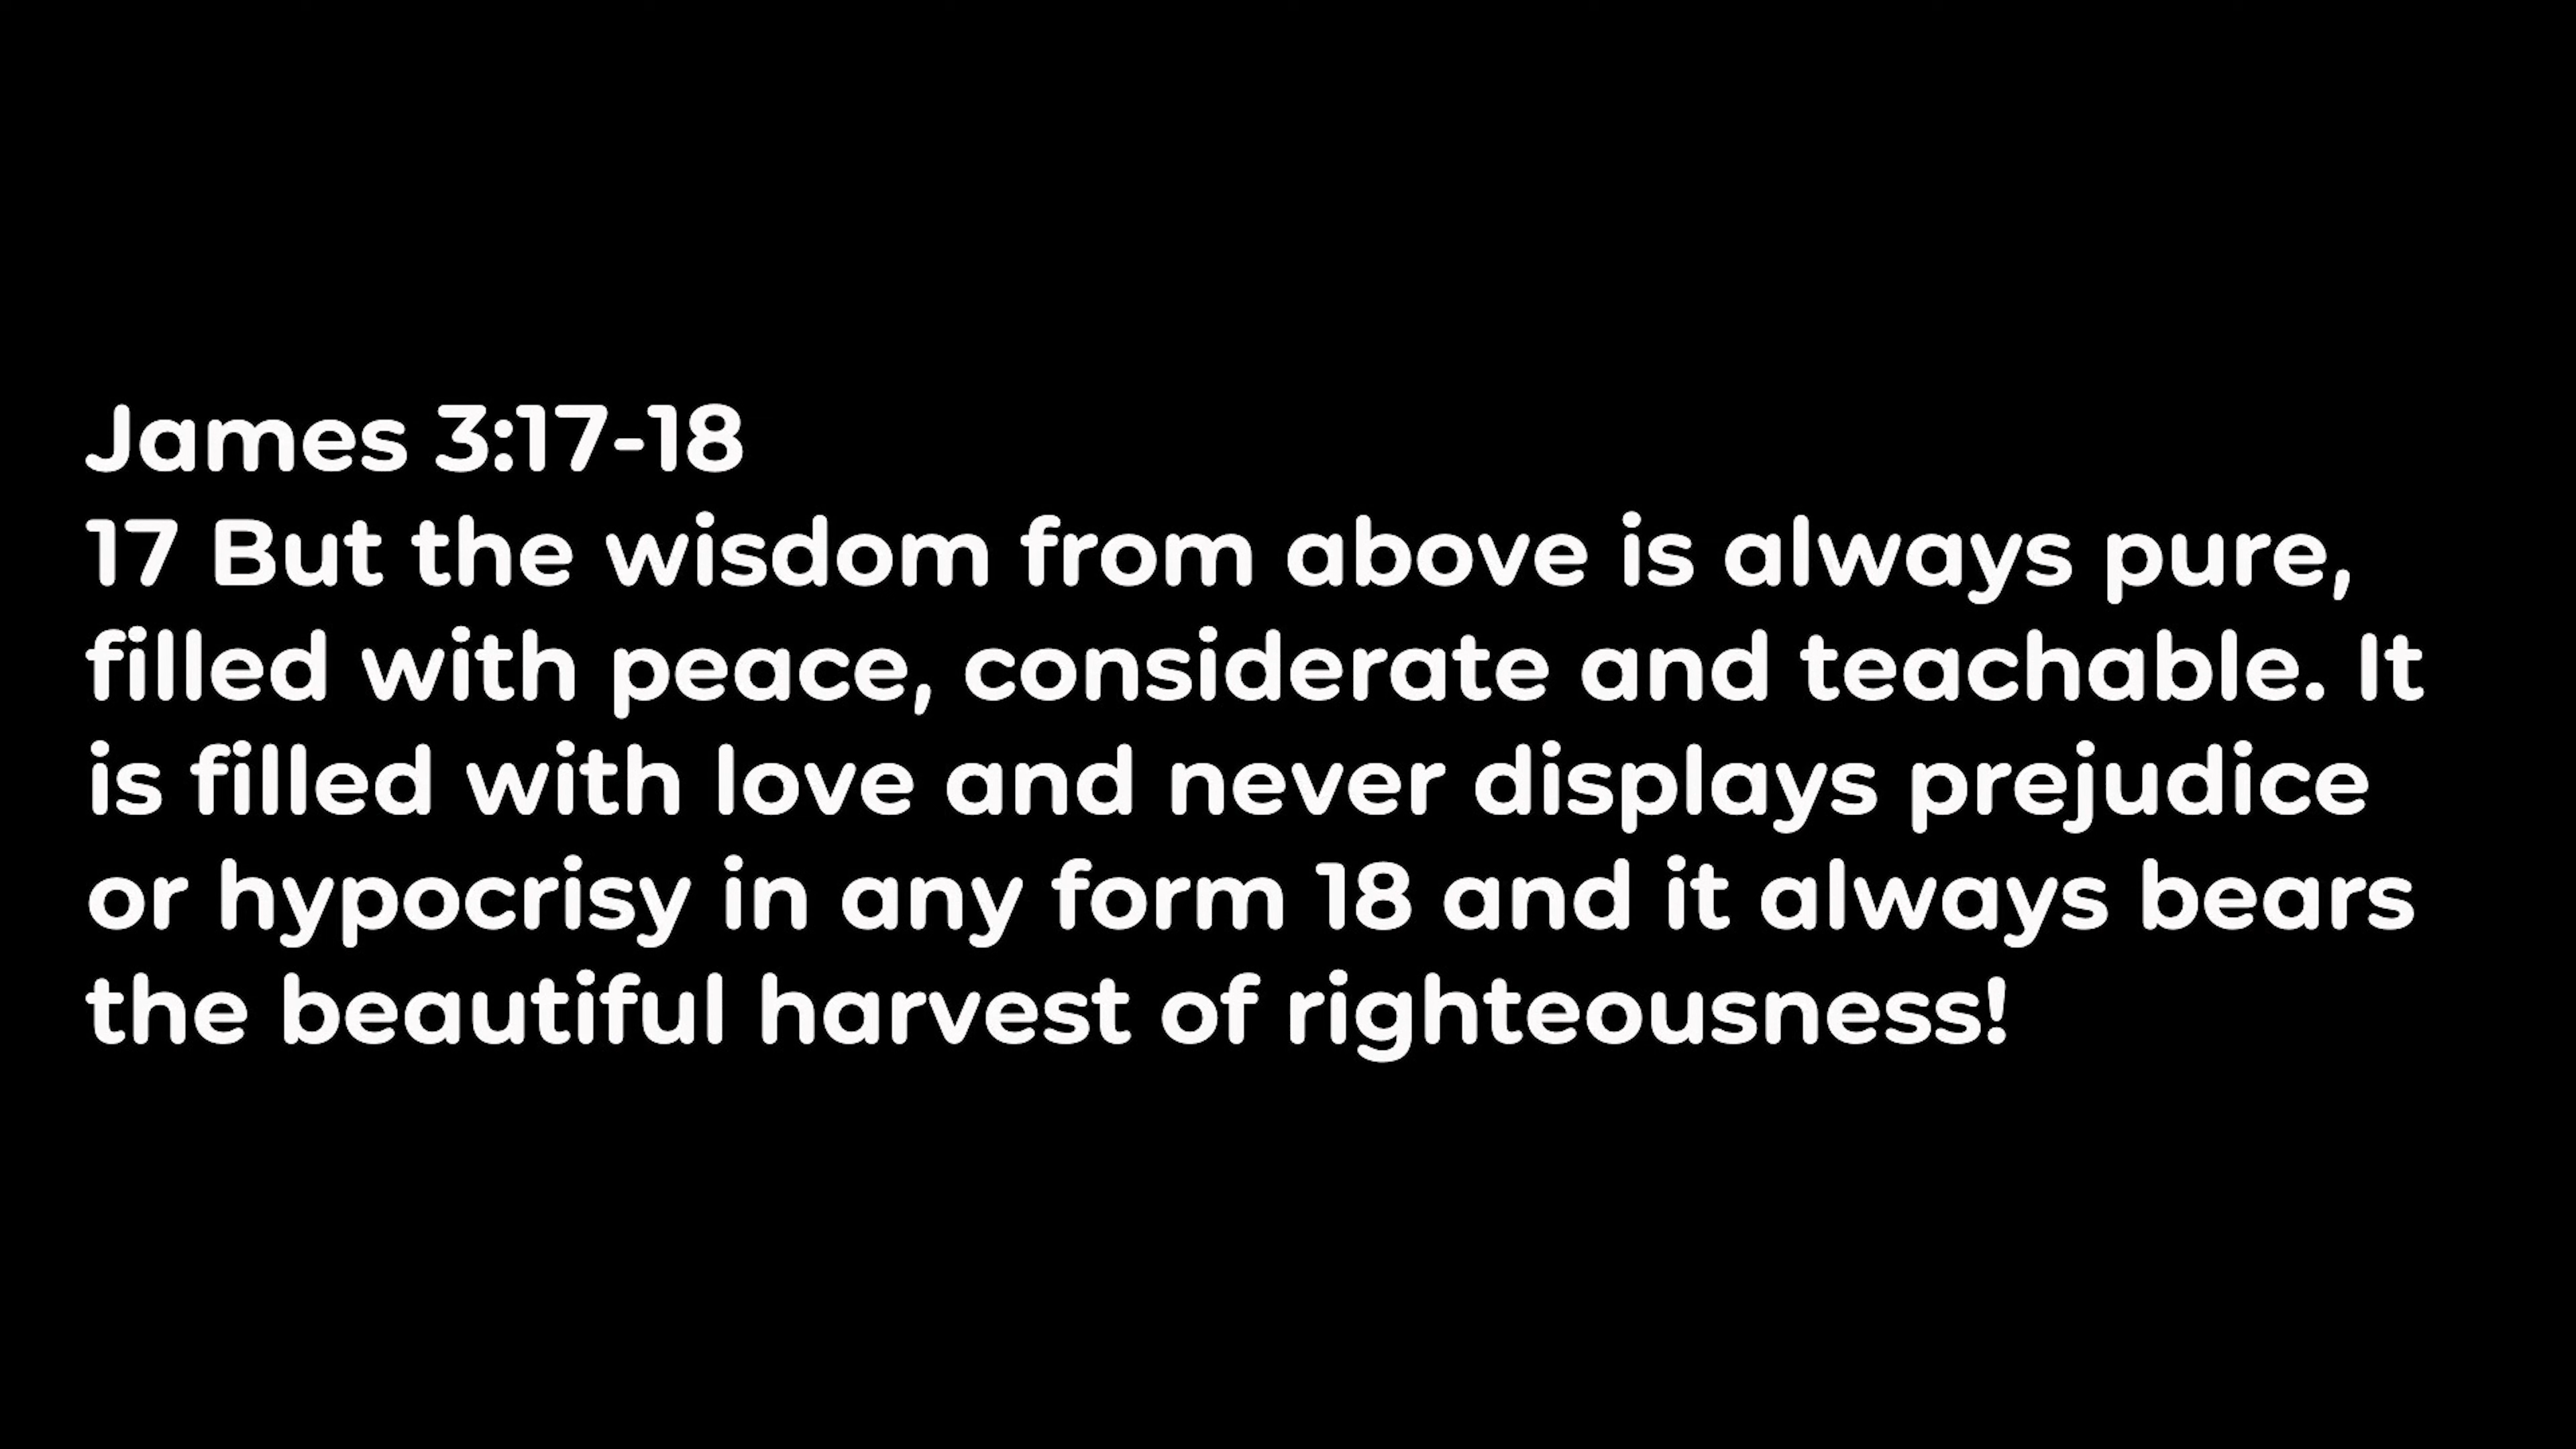 James 3:17-18
17 But the wisdom from above is always pure,
filled with peace, considerate and teachable. It
is filled with love and never displays prejudice
or hypocrisy in any form 18 and it always bears
the beautiful harvest of righteousness!